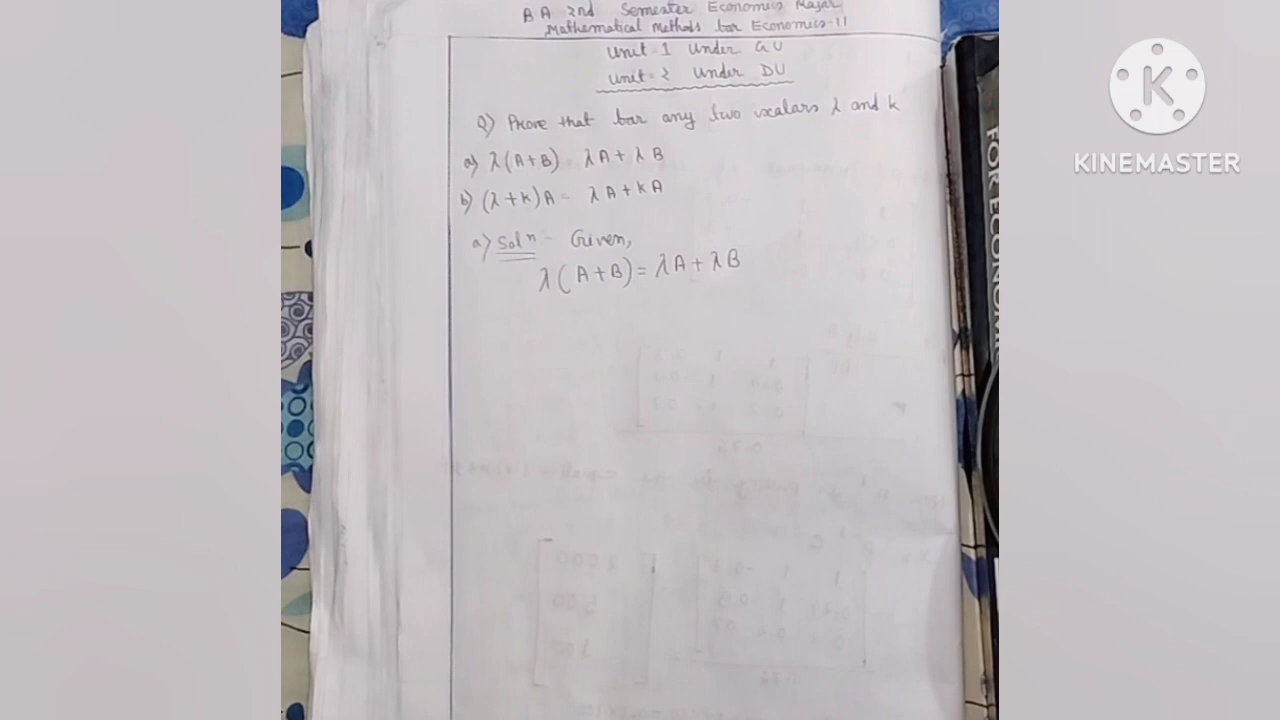 B A 2nd Semester Economics Major
Mathematical Methods for Economics-II
Unit-1 Under GU
Unit-2 Under DU
Q) Prove that for any two scalars λ and k
a) λ(A+B) λA + λB
b) (λ+k)A = λA + kA
a) Solⁿ - Given,
λ(A+B) = λA + λB
K
KINEMASTER
FOR ECONOMIC